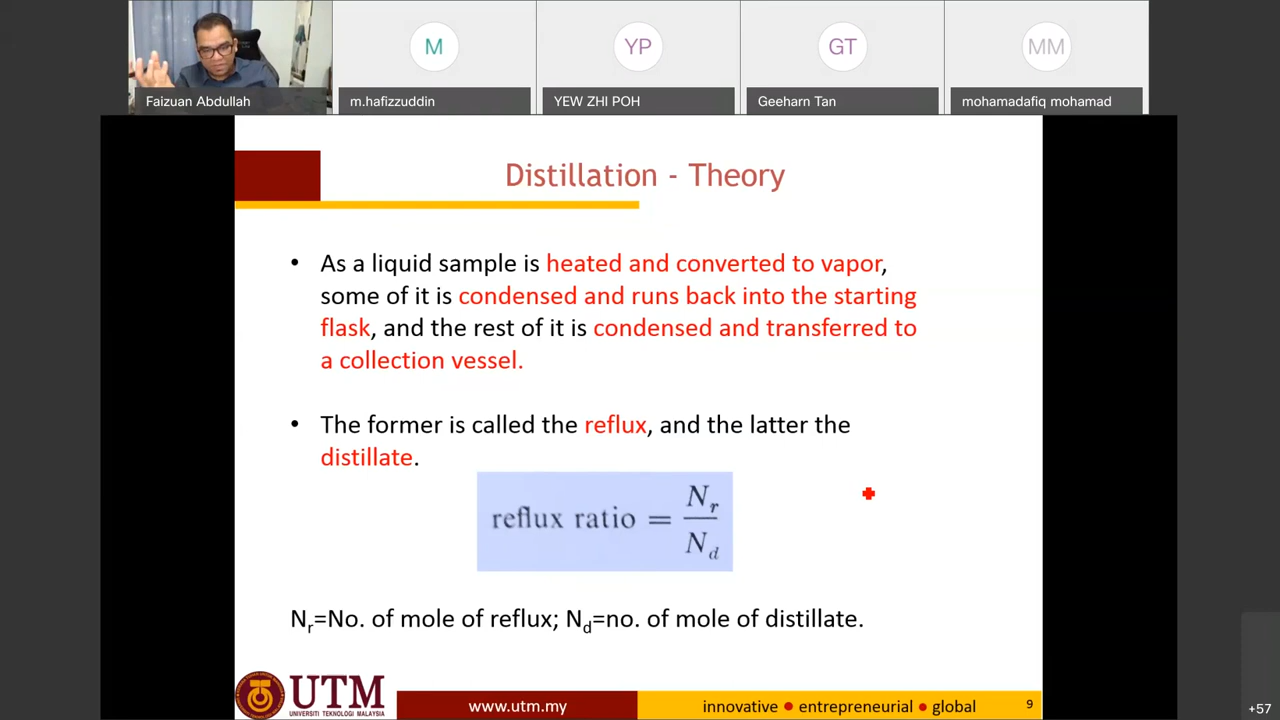 M
YP
GT
MM
Faizuan Abdullah
m.hafizzuddin
YEW ZHI POH
Geeharn Tan
mohamadafiq mohamad
Distillation - Theory
• As a liquid sample is heated and converted to vapor,
some of it is condensed and runs back into the starting
flask, and the rest of it is condensed and transferred to
a collection vessel.
• The former is called the reflux, and the latter the
distillate.
reflux ratio = Nr/Nd
Nr=No. of mole of reflux; Nd=no. of mole of distillate.
UTM
UNIVERSITI TEKNOLOGI MALAYSIA
www.utm.my
innovative ● entrepreneurial ● global
9
+57